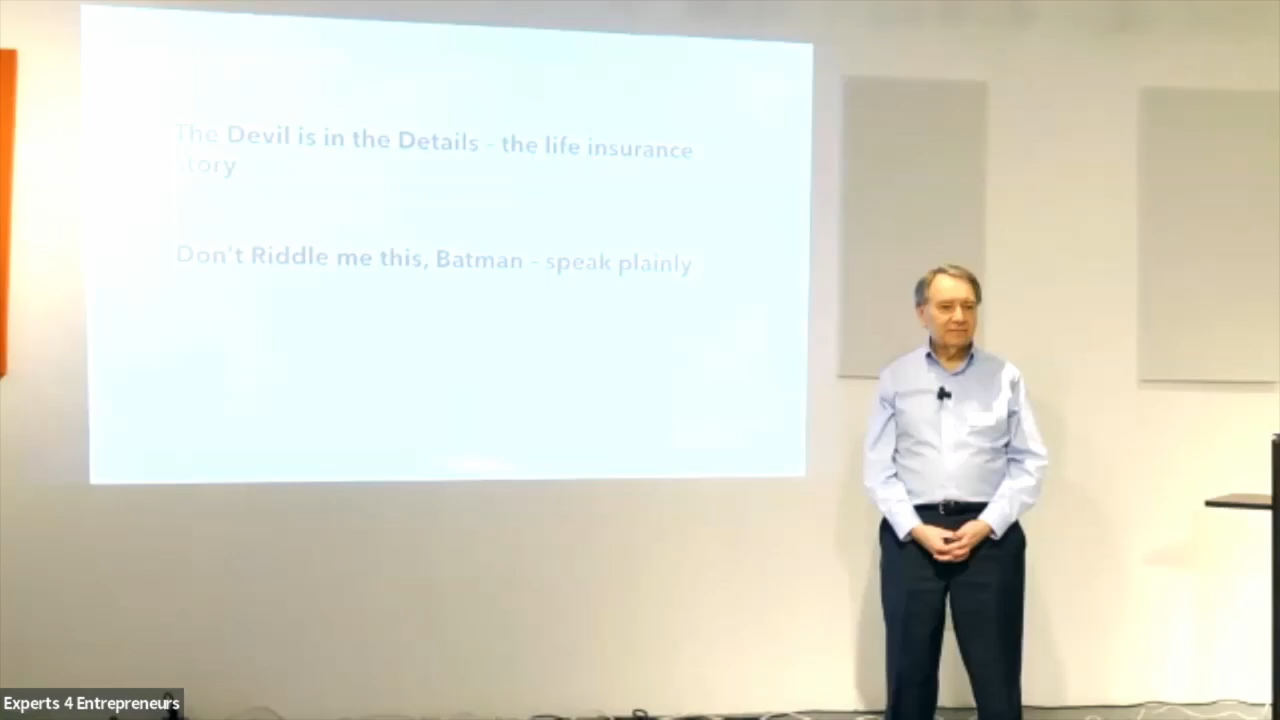 The Devil is in the Details - the life insurance
story
Don't Riddle me this, Batman - speak plainly
Experts 4 Entrepreneurs